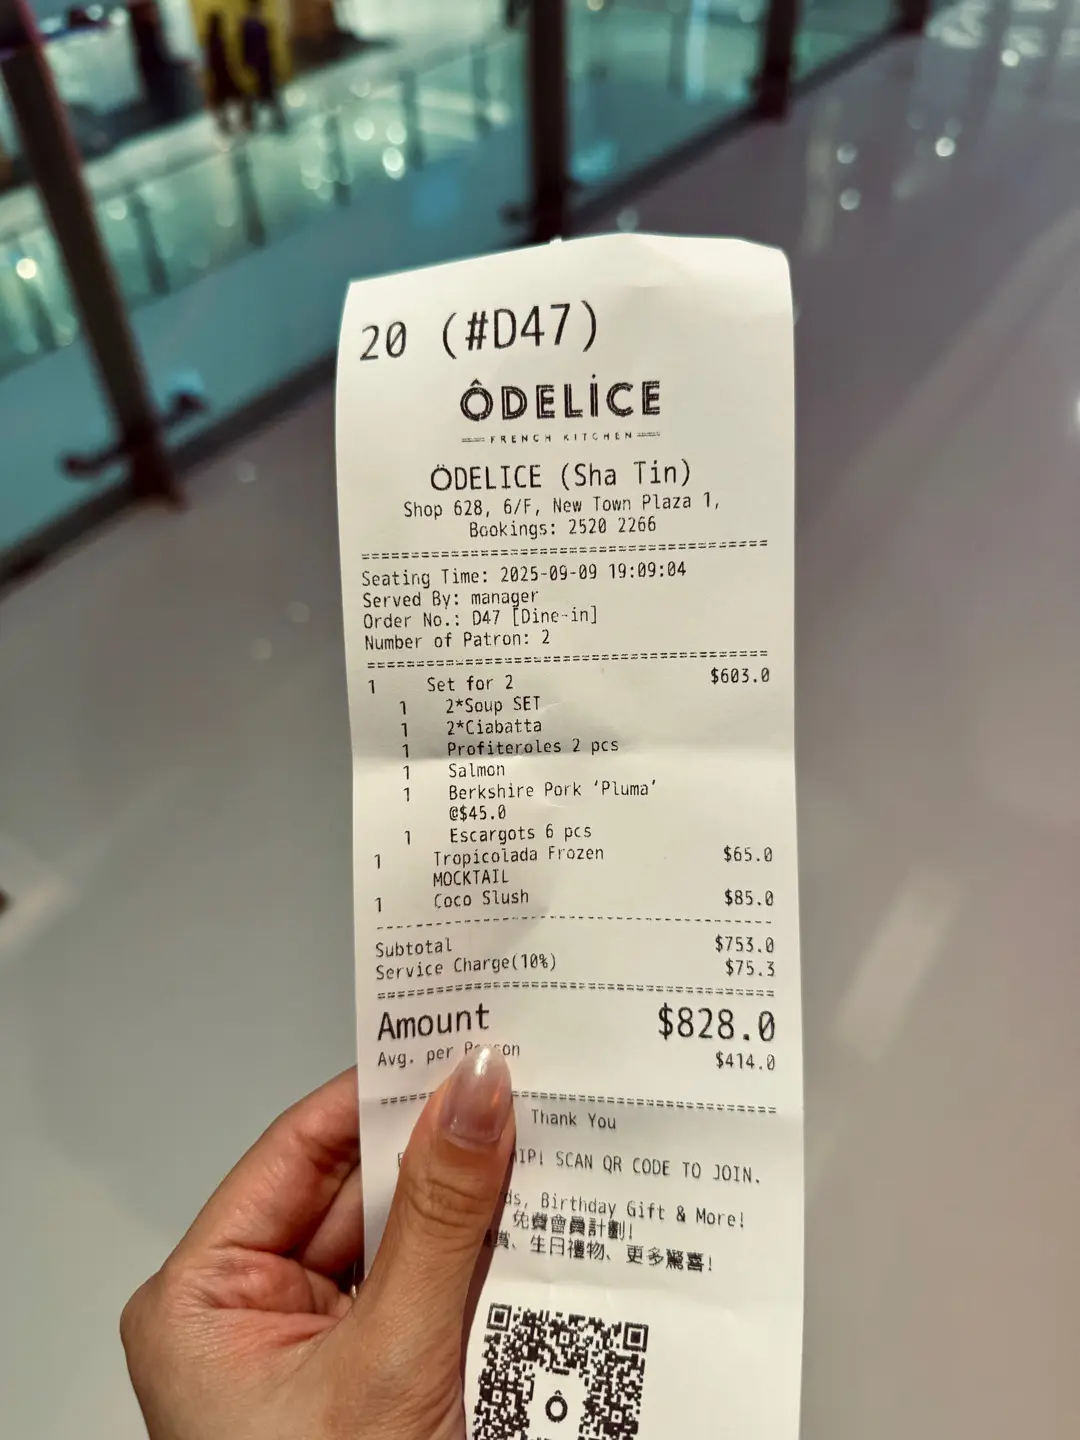 20 (#D47)
ÔDELİCE
FRENCH KITCHEN
ÖDELICE (Sha Tin)
Shop 628, 6/F, New Town Plaza 1,
Bookings: 2520 2266
Seating Time: 2025-09-09 19:09:04
Served By: manager
Order No.: D47 [Dine-in]
Number of Patron: 2
1 Set for 2 $603.0
1 2*Soup SET
1 2*Ciabatta
1 Profiteroles 2 pcs
1 Salmon
1 Berkshire Pork ‘Pluma’
@$45.0
1 Escargots 6 pcs
1 Tropicolada Frozen $65.0
MOCKTAIL
1 Coco Slush $85.0
Subtotal $753.0
Service Charge(10%) $75.3
Amount $828.0
Avg. per Person $414.0
Thank You
! SCAN QR CODE TO JOIN.
Birthday Gift & More!
免費會員計劃!
賞、生日禮物、更多驚喜!
Ô